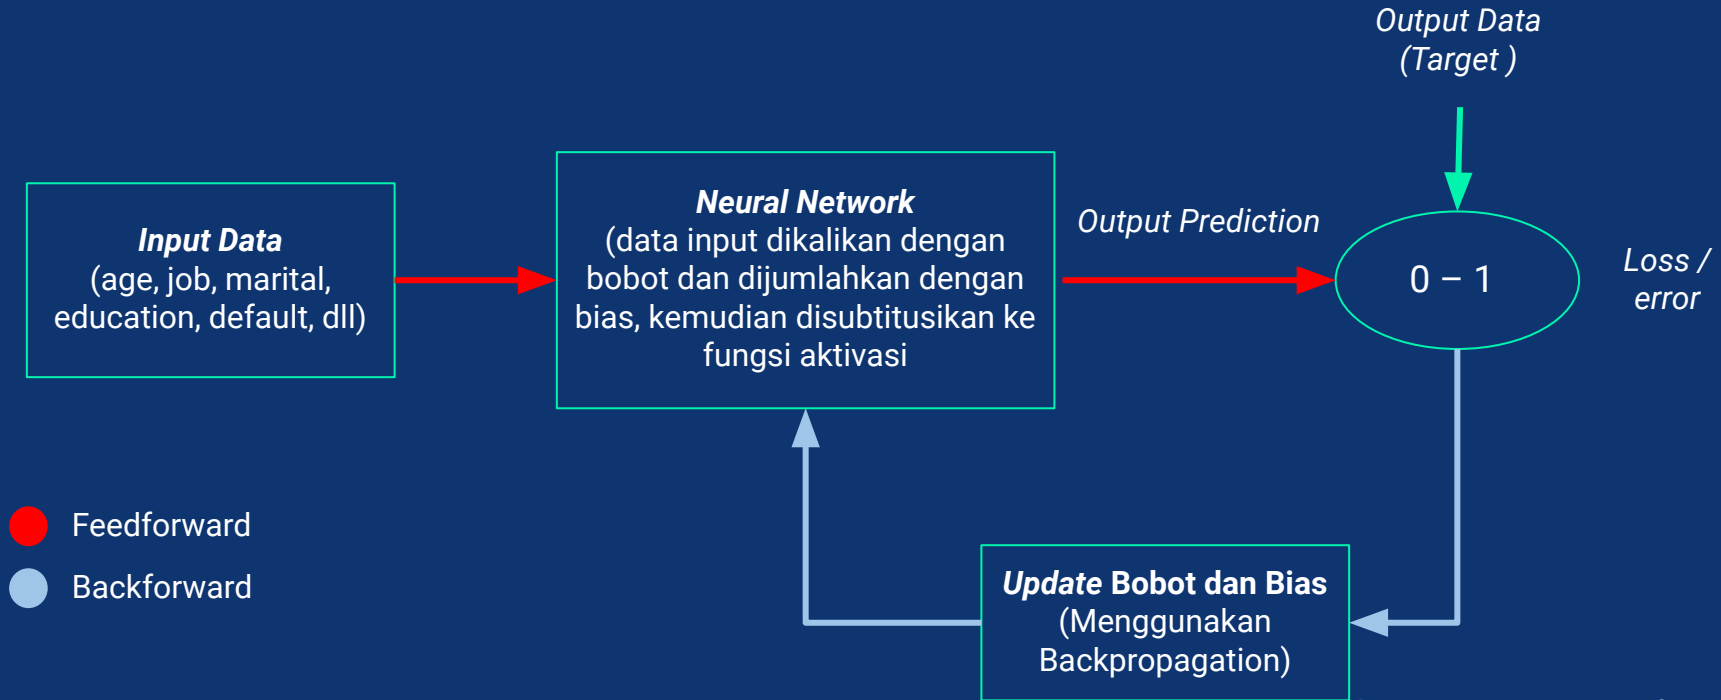 Output Data
(Target )
Input Data
(age, job, marital,
education, default, dll)
Neural Network
(data input dikalikan dengan
bobot dan dijumlahkan dengan
bias, kemudian disubtitusikan ke
fungsi aktivasi
Output Prediction
0 – 1
Loss /
error
Feedforward
Backforward
Update Bobot dan Bias
(Menggunakan
Backpropagation)